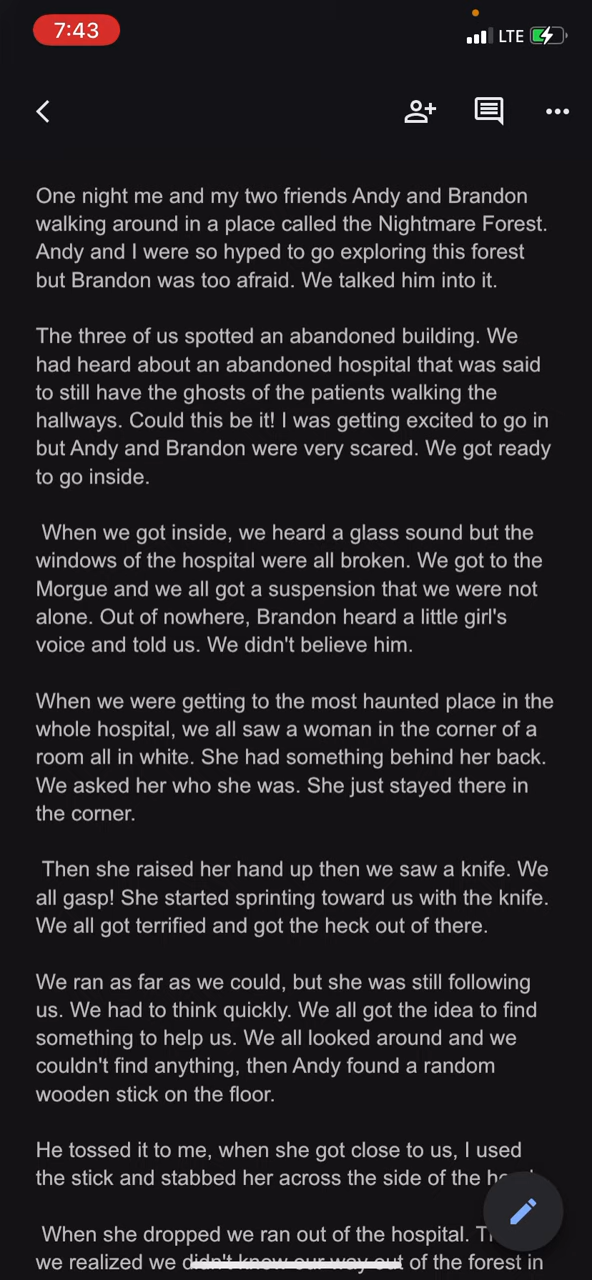 7:43
LTE
One night me and my two friends Andy and Brandon
walking around in a place called the Nightmare Forest.
Andy and I were so hyped to go exploring this forest
but Brandon was too afraid. We talked him into it.
The three of us spotted an abandoned building. We
had heard about an abandoned hospital that was said
to still have the ghosts of the patients walking the
hallways. Could this be it! I was getting excited to go in
but Andy and Brandon were very scared. We got ready
to go inside.
When we got inside, we heard a glass sound but the
windows of the hospital were all broken. We got to the
Morgue and we all got a suspension that we were not
alone. Out of nowhere, Brandon heard a little girl's
voice and told us. We didn't believe him.
When we were getting to the most haunted place in the
whole hospital, we all saw a woman in the corner of a
room all in white. She had something behind her back.
We asked her who she was. She just stayed there in
the corner.
Then she raised her hand up then we saw a knife. We
all gasp! She started sprinting toward us with the knife.
We all got terrified and got the heck out of there.
We ran as far as we could, but she was still following
us. We had to think quickly. We all got the idea to find
something to help us. We all looked around and we
couldn't find anything, then Andy found a random
wooden stick on the floor.
He tossed it to me, when she got close to us, I used
the stick and stabbed her across the side of the
When she dropped we ran out of the hospital.
we realized we didn't know our way out of the forest in